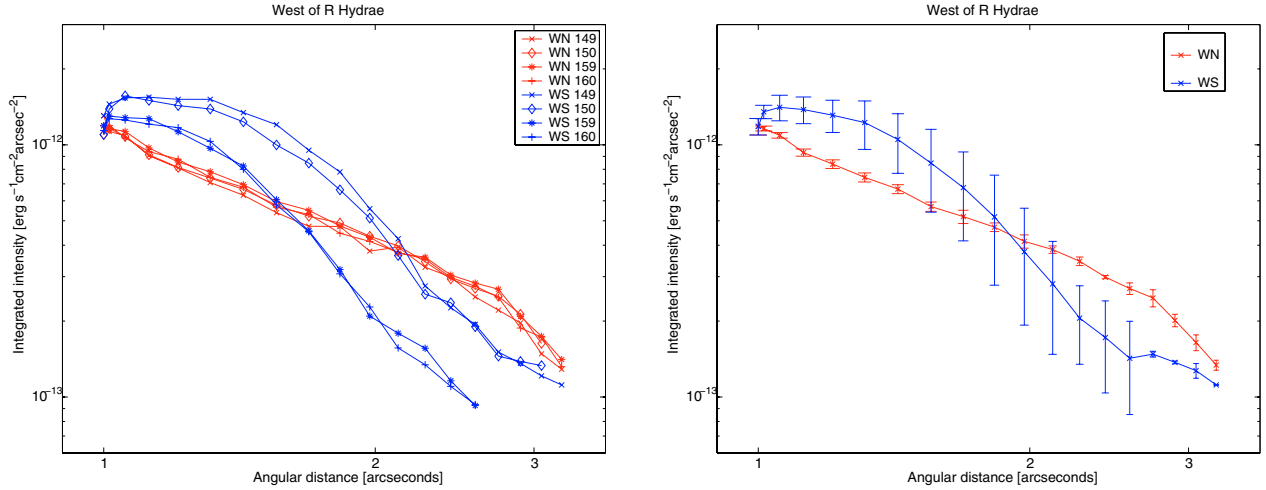 West of R Hydrae
WN 149
WN 150
WN 159
WN 160
WS 149
WS 150
WS 159
WS 160
10⁻¹²
10⁻¹³
Integrated intensity [erg s⁻¹cm⁻²arcsec⁻²]
1 2 3
Angular distance [arcseconds]
West of R Hydrae
WN
WS
10⁻¹²
10⁻¹³
Integrated intensity [erg s⁻¹cm⁻²arcsec⁻²]
1 2 3
Angular distance [arcseconds]